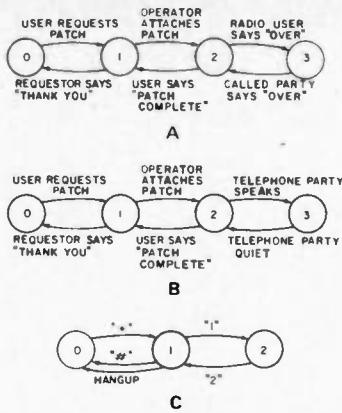 USER REQUESTS
PATCH
OPERATOR
ATTACHES
PATCH
RADIO USER
SAYS "OVER"
0
1
2
3
REQUESTOR SAYS
"THANK YOU"
USER SAYS
"PATCH
COMPLETE"
CALLED PARTY
SAYS "OVER"
A
USER REQUESTS
PATCH
OPERATOR
ATTACHES
PATCH
TELEPHONE PARTY
SPEAKS
0
1
2
3
REQUESTOR SAYS
"THANK YOU"
USER SAYS
"PATCH
COMPLETE"
TELEPHONE PARTY
QUIET
B
"1"
0
"#"
1
2
HANGUP
"2"
C